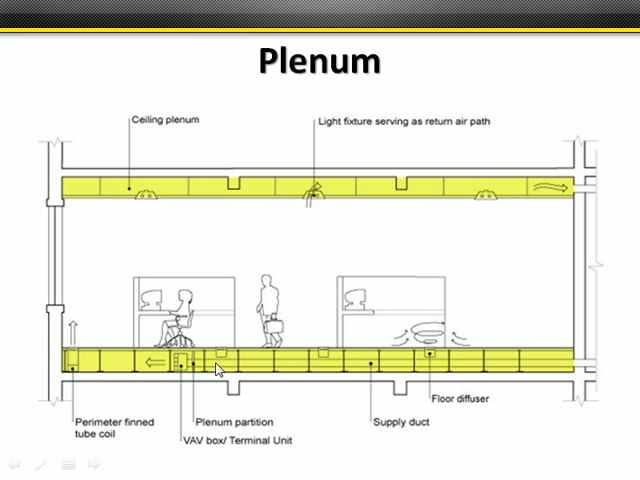 Plenum
Ceiling plenum
Light fixture serving as return air path
Floor diffuser
Perimeter finned
tube coil
Plenum partition
Supply duct
VAV box/ Terminal Unit